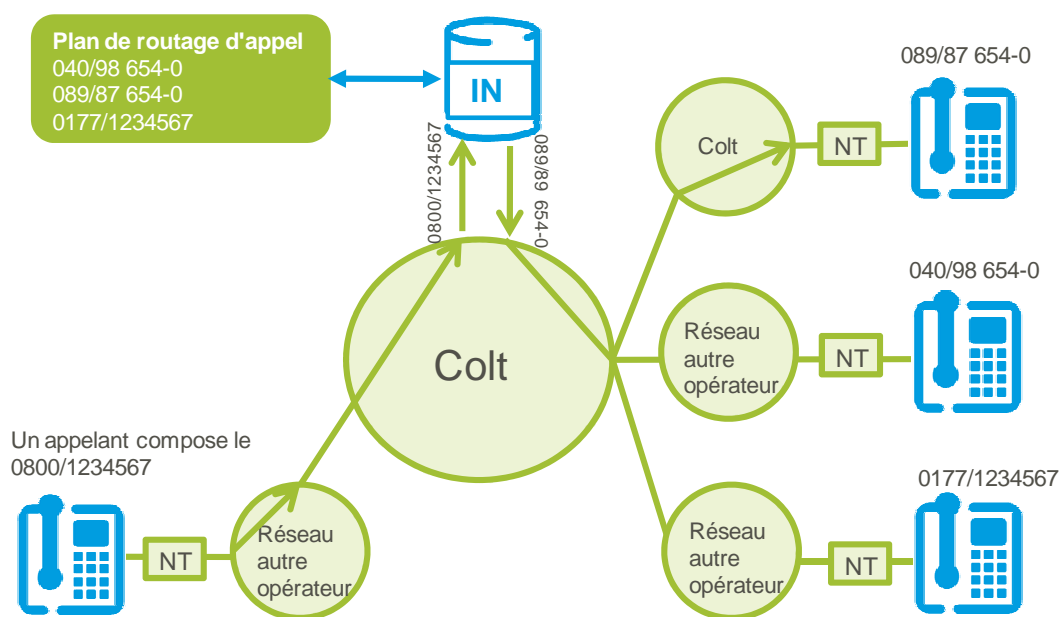 Plan de routage d'appel
040/98 654-0
089/87 654-0
0177/1234567
IN
0800/1234567
089/89 654-0
089/87 654-0
Colt
NT
040/98 654-0
Réseau
autre
opérateur
NT
Colt
Un appelant compose le
0800/1234567
NT
Réseau
autre
opérateur
0177/1234567
Réseau
autre
opérateur
NT